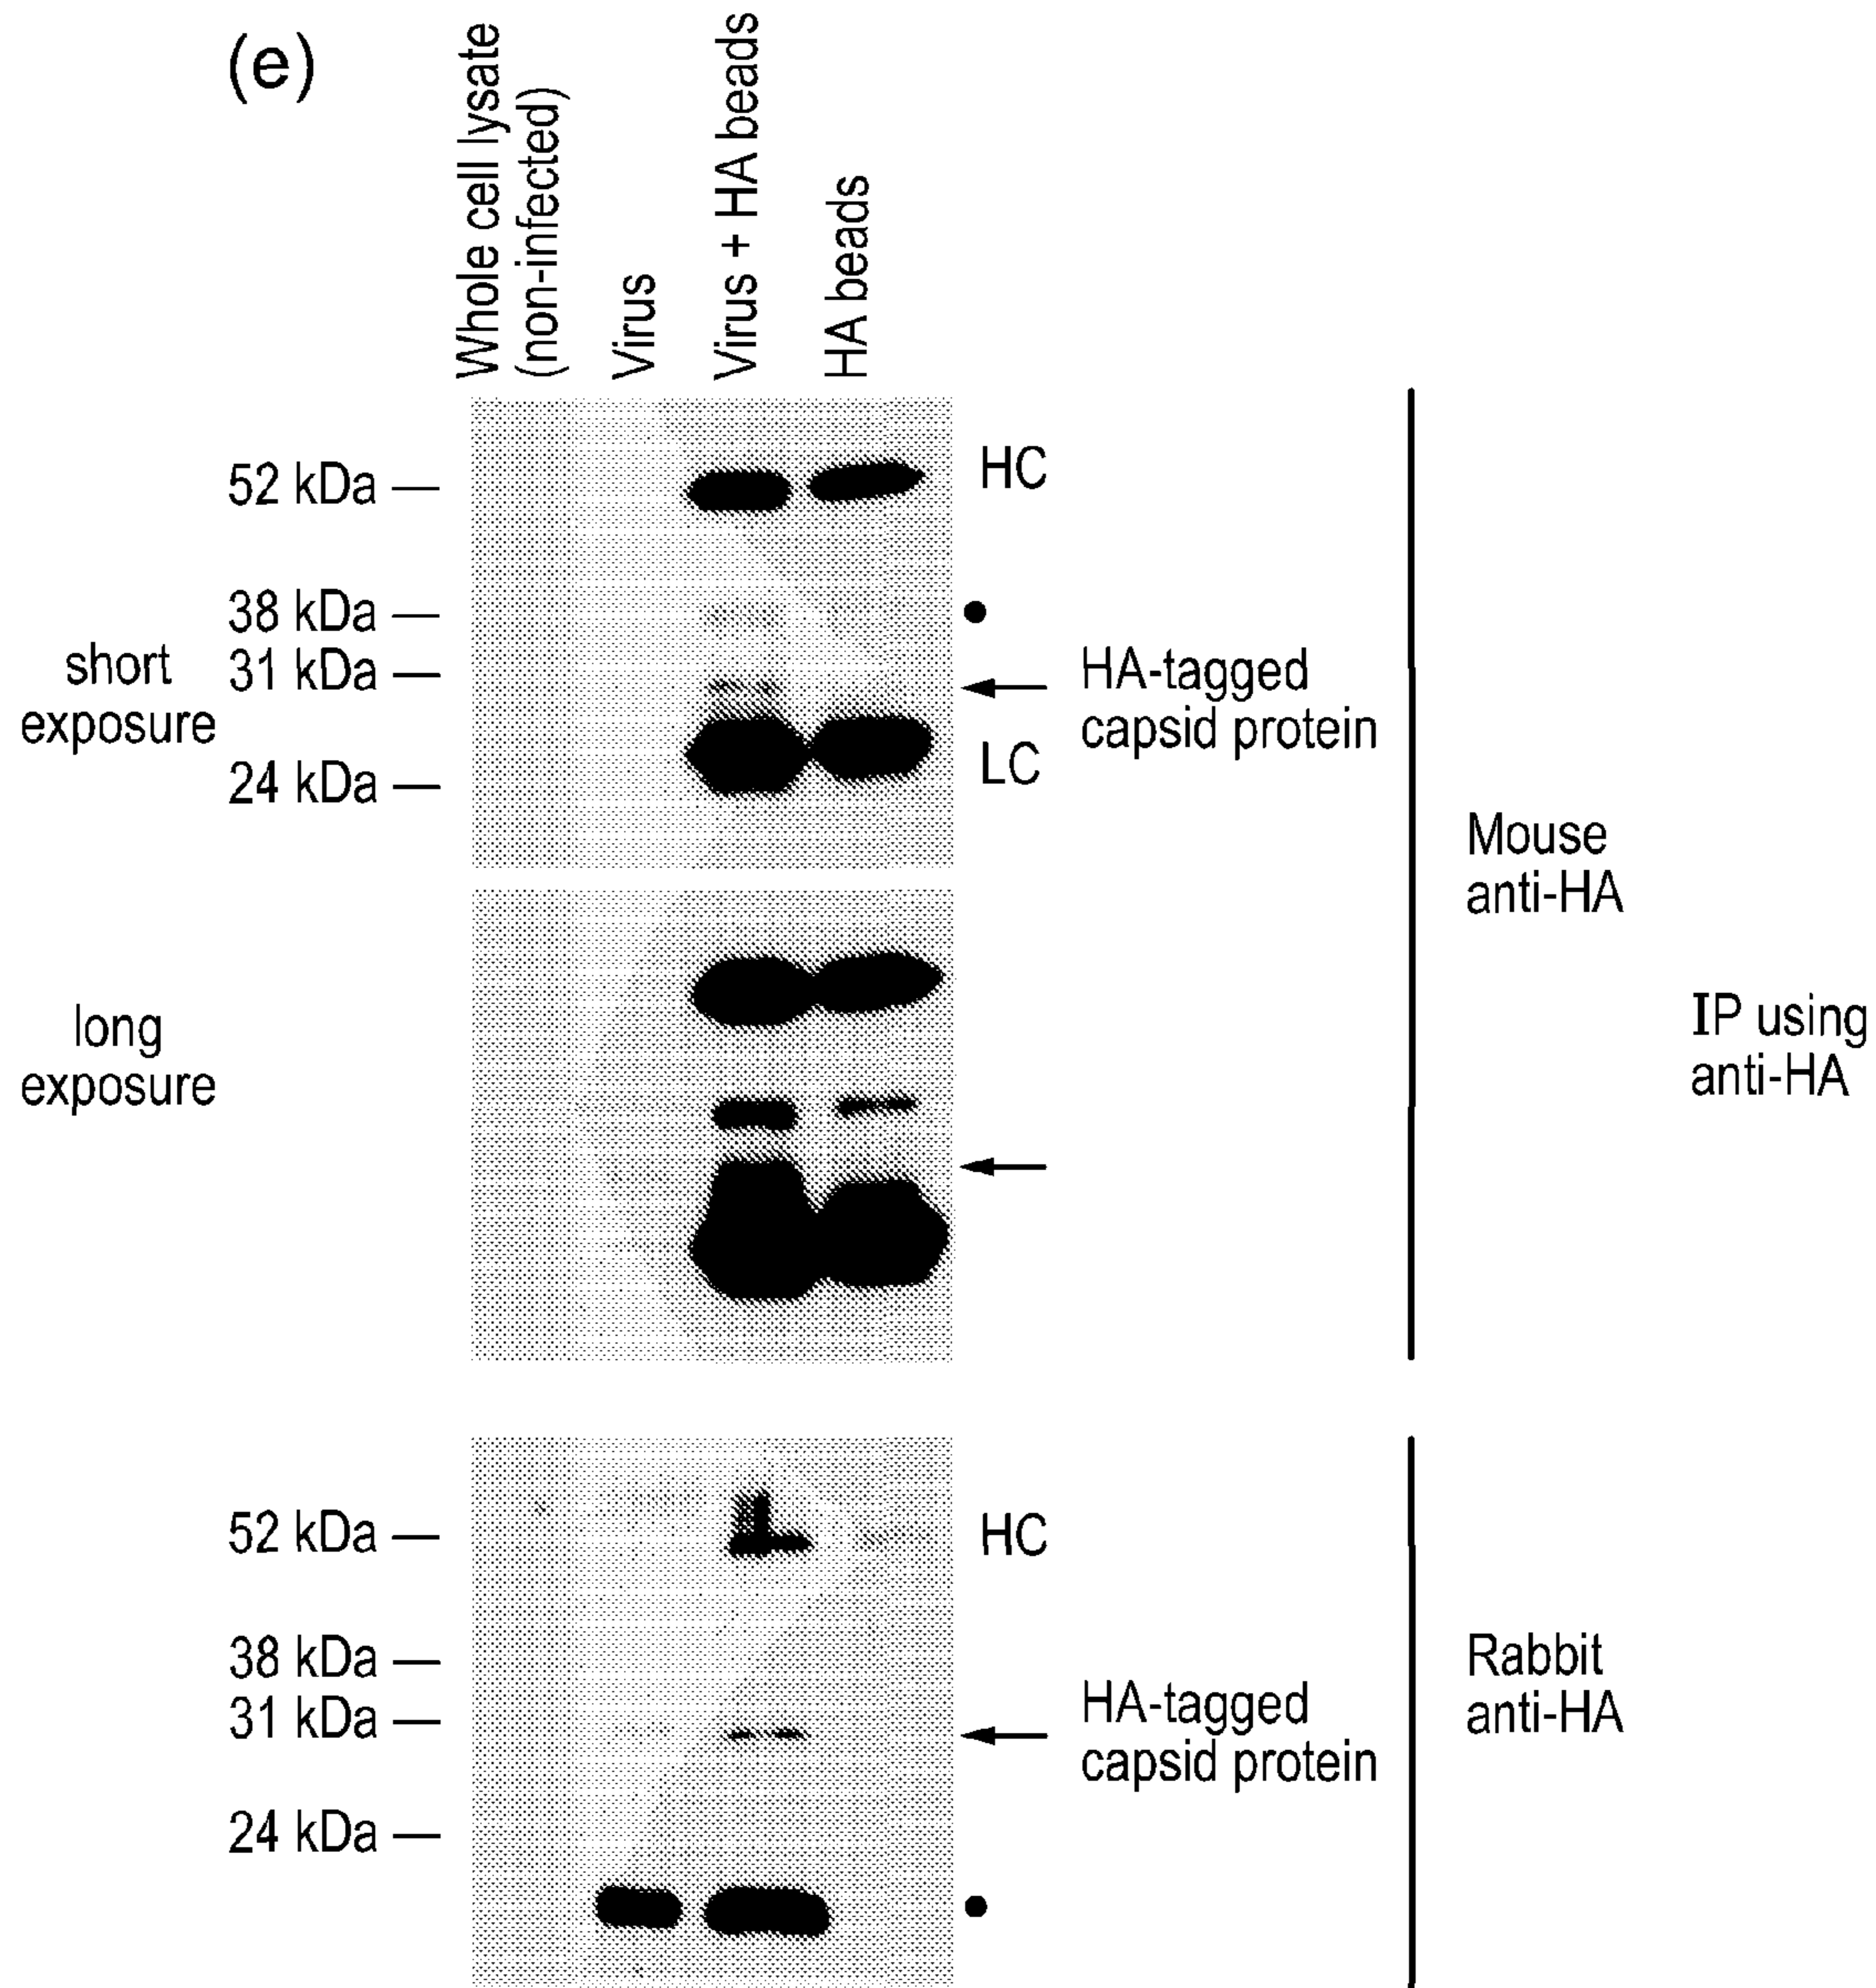 (e)
Whole cell lysate
(non-infected)
Virus
Virus + HA beads
HA beads
52 kDa —
HC
38 kDa —
•
short
exposure
31 kDa —
HA-tagged
capsid protein
24 kDa —
LC
Mouse
anti-HA
long
exposure
IP using
anti-HA
52 kDa —
HC
38 kDa —
31 kDa —
HA-tagged
capsid protein
Rabbit
anti-HA
24 kDa —
•